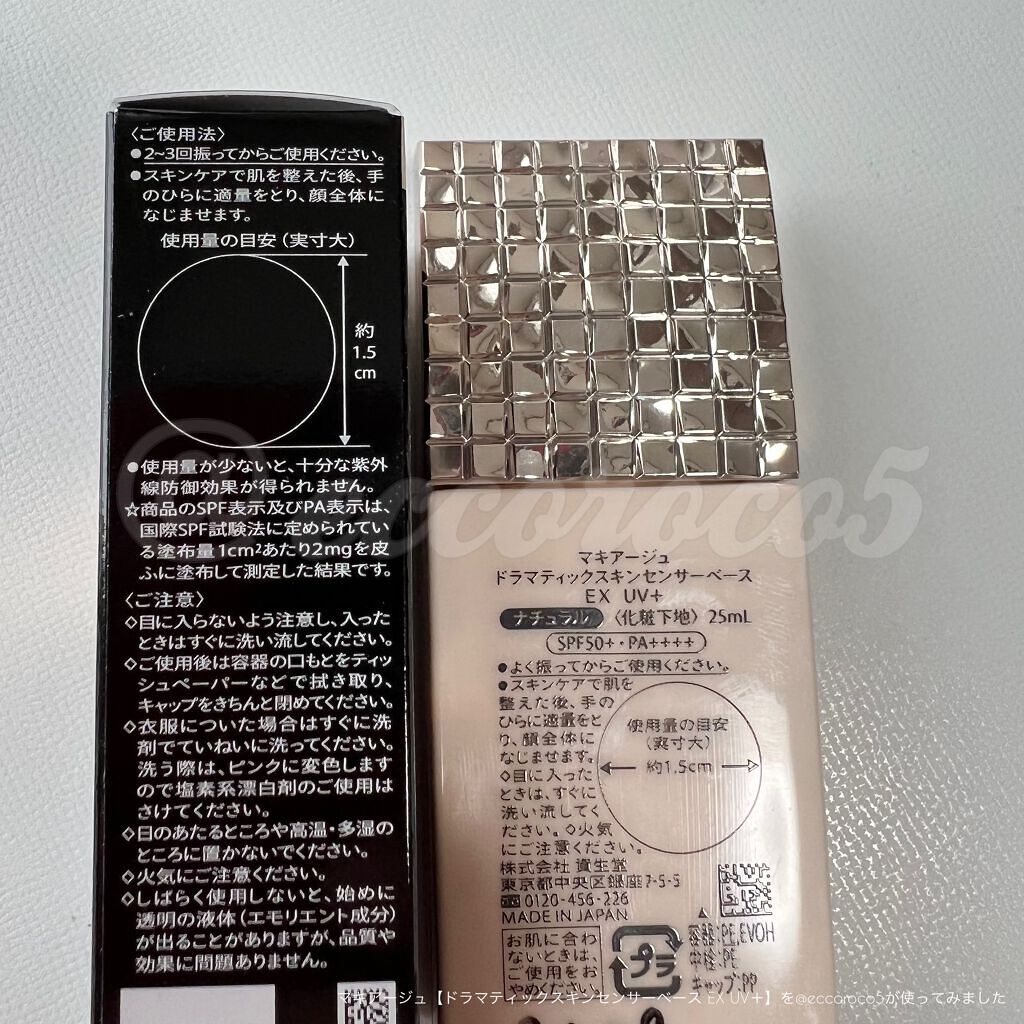 〈ご使用法〉
●2~3回振ってからご使用ください。
●スキンケアで肌を整えた後、手
のひらに適量をとり、顔全体に
なじませます。
使用量の目安(実寸大)
約
1.5
cm
●使用量が少ないと、十分な紫外
線防御効果が得られません。
☆商品のSPF表示及びPA表示は、
国際SPF試験法に定められてい
る塗布量1cm²あたり2mgを皮
ふに塗布して測定した結果です。
〈ご注意〉
◇目に入らないよう注意し、入った
ときはすぐに洗い流してください。
◇ご使用後は容器の口もとをティッ
シュペーパーなどで拭き取り、
キャップをきちんと閉めてください。
◇衣服についた場合はすぐに洗
剤でていねいに洗ってください。
洗う際は、ピンクに変色します
ので塩素系漂白剤のご使用は
さけてください。
◇日のあたるところや高温・多湿の
ところに置かないでください。
◇火気にご注意ください。
◇しばらく使用しないと、始めに
透明の液体(エモリエント成分)
が出ることがありますが、品質や
効果に問題ありません。
マキアージュ
ドラマティックスキンセンサーベース
EX UV+
ナチュラル 〈化粧下地〉 25mL
SPF50+・PA++++
●よく振ってからご使用ください。
●スキンケアで肌を
整えた後、手の
ひらに適量をと
り、顔全体に
なじませます。
◇目に入った
ときは、すぐに
洗い流してく
ださい。◇火気
にご注意ください。
使用量の目安
(実寸大)
約1.5cm
株式会社 資生堂
東京都中央区銀座7-5-5
0120-456-226
MADE IN JAPAN
お肌に合わ
ないときは、
ご使用をお
やめください。
プラ
容器:PE,EVOH
中栓:PE
キャップ:PP
@eccoroco5
マキアージュ【ドラマティックスキンセンサーベース EX UV+】を@eccoroco5が使ってみました